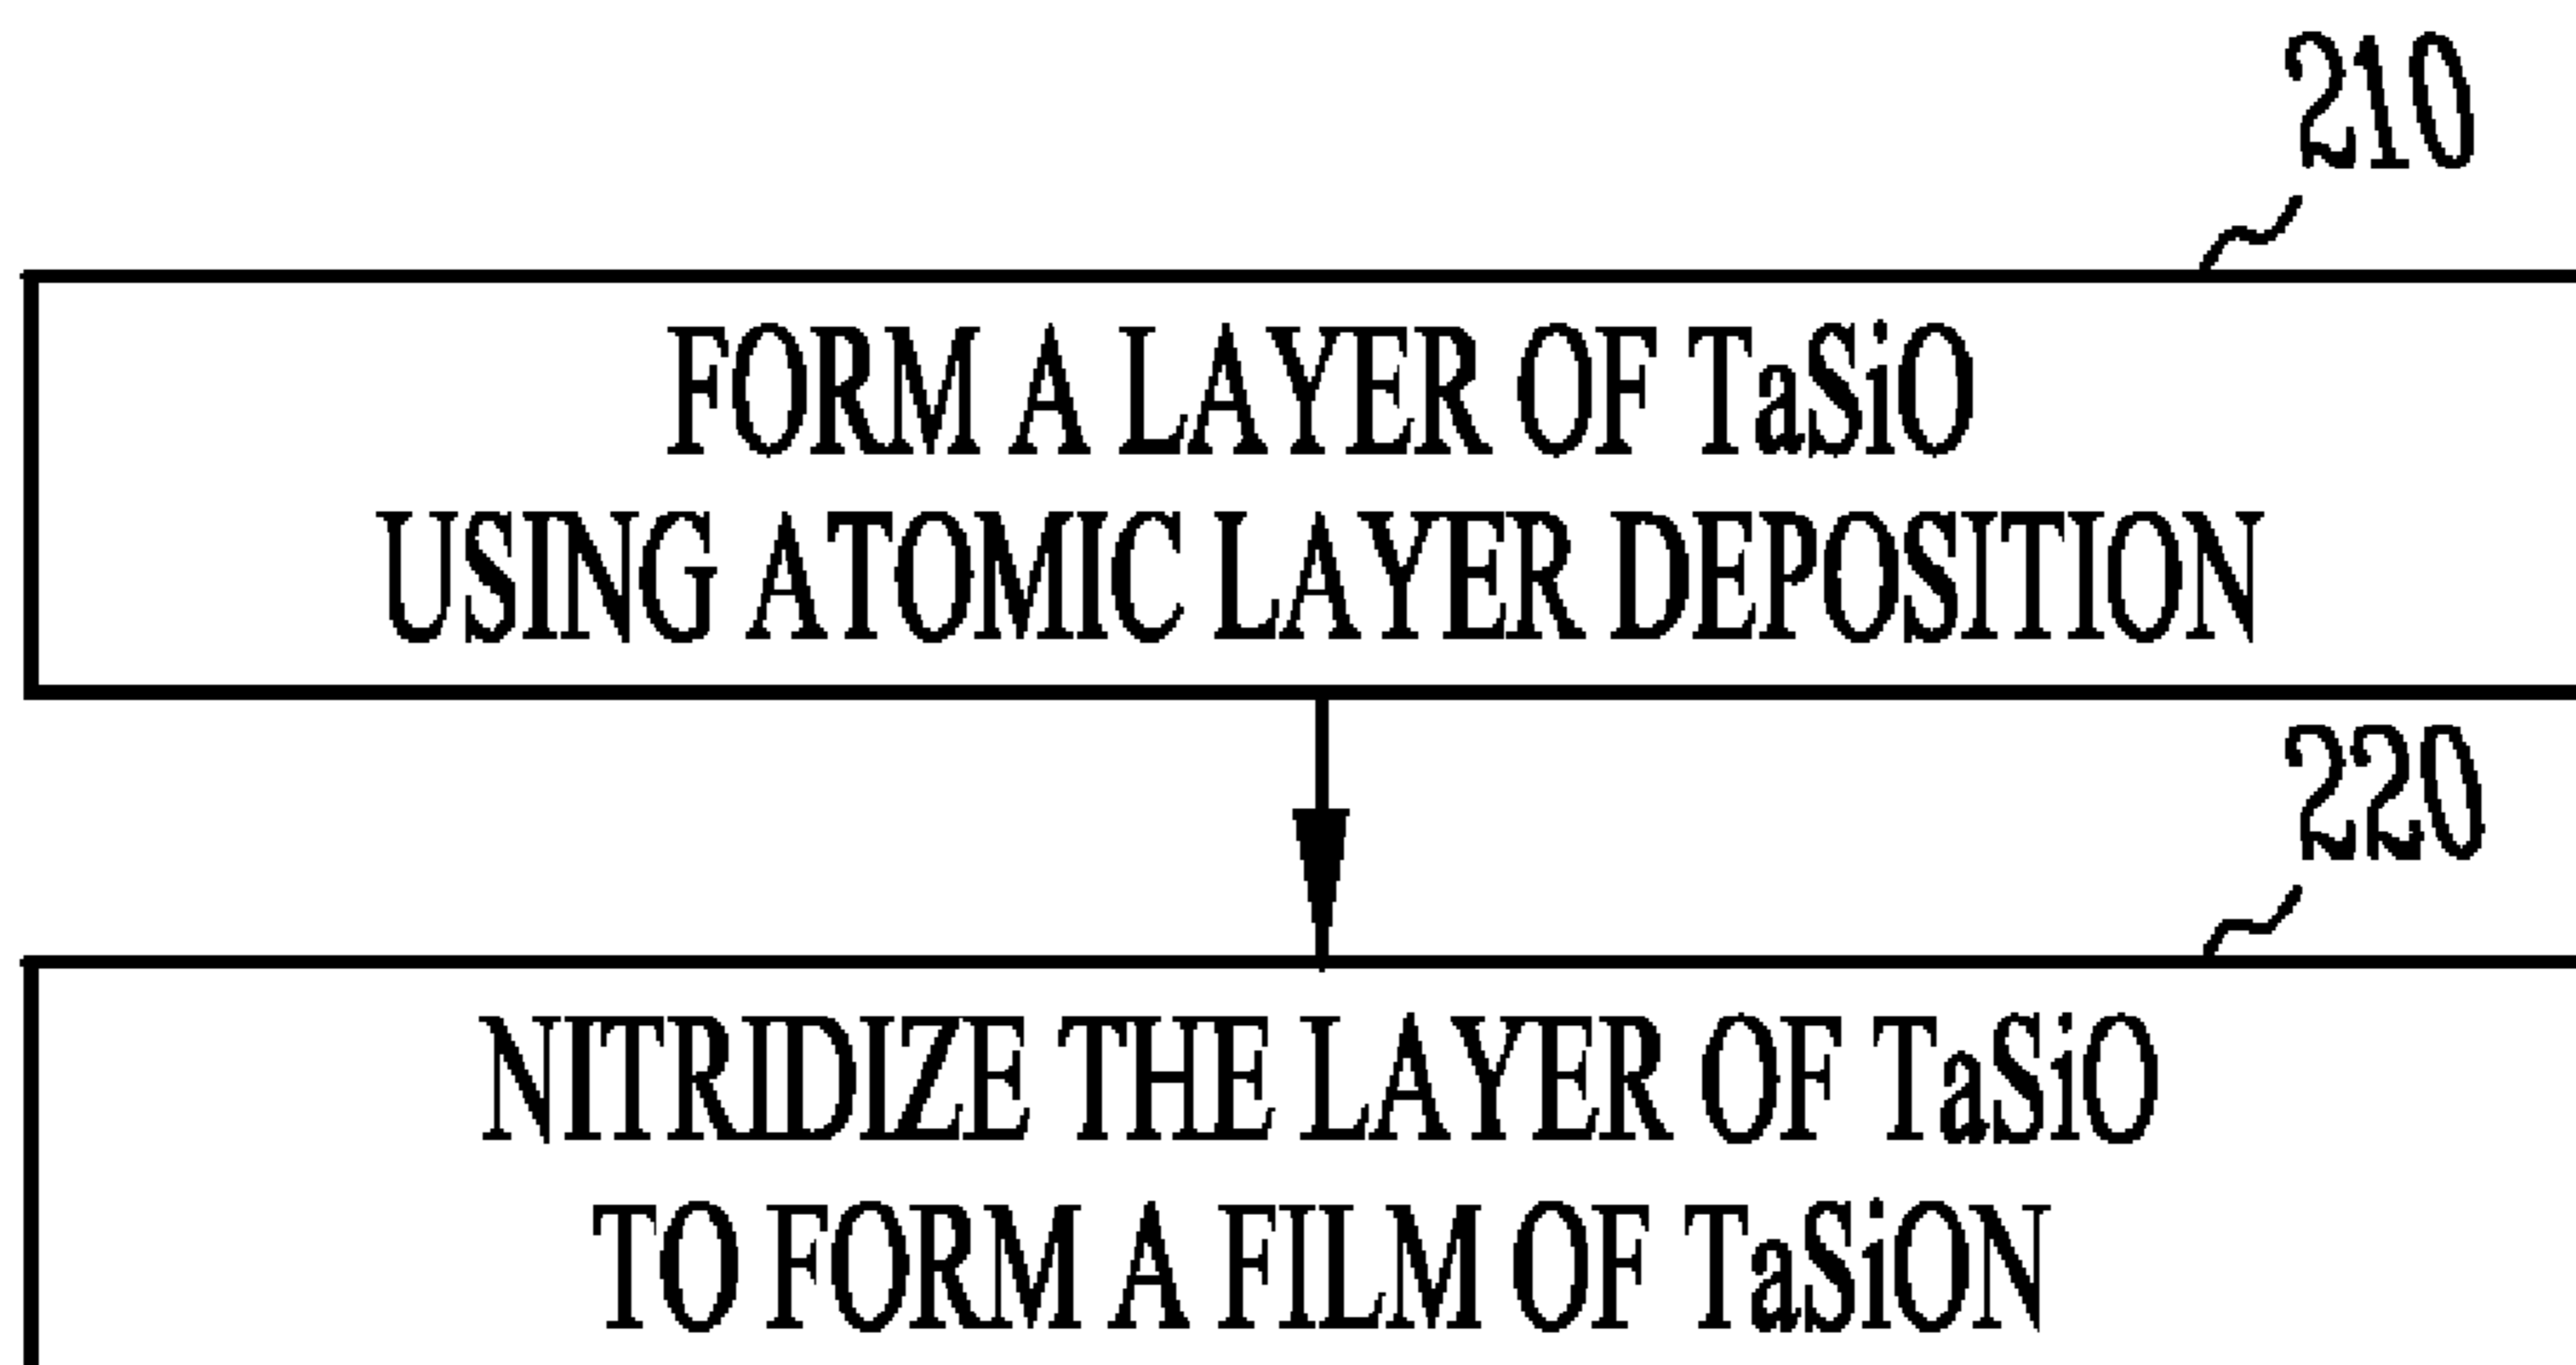 210
FORM A LAYER OF TaSiO
USING ATOMIC LAYER DEPOSITION
220
NITRIDIZE THE LAYER OF TaSiO
TO FORM A FILM OF TaSiON